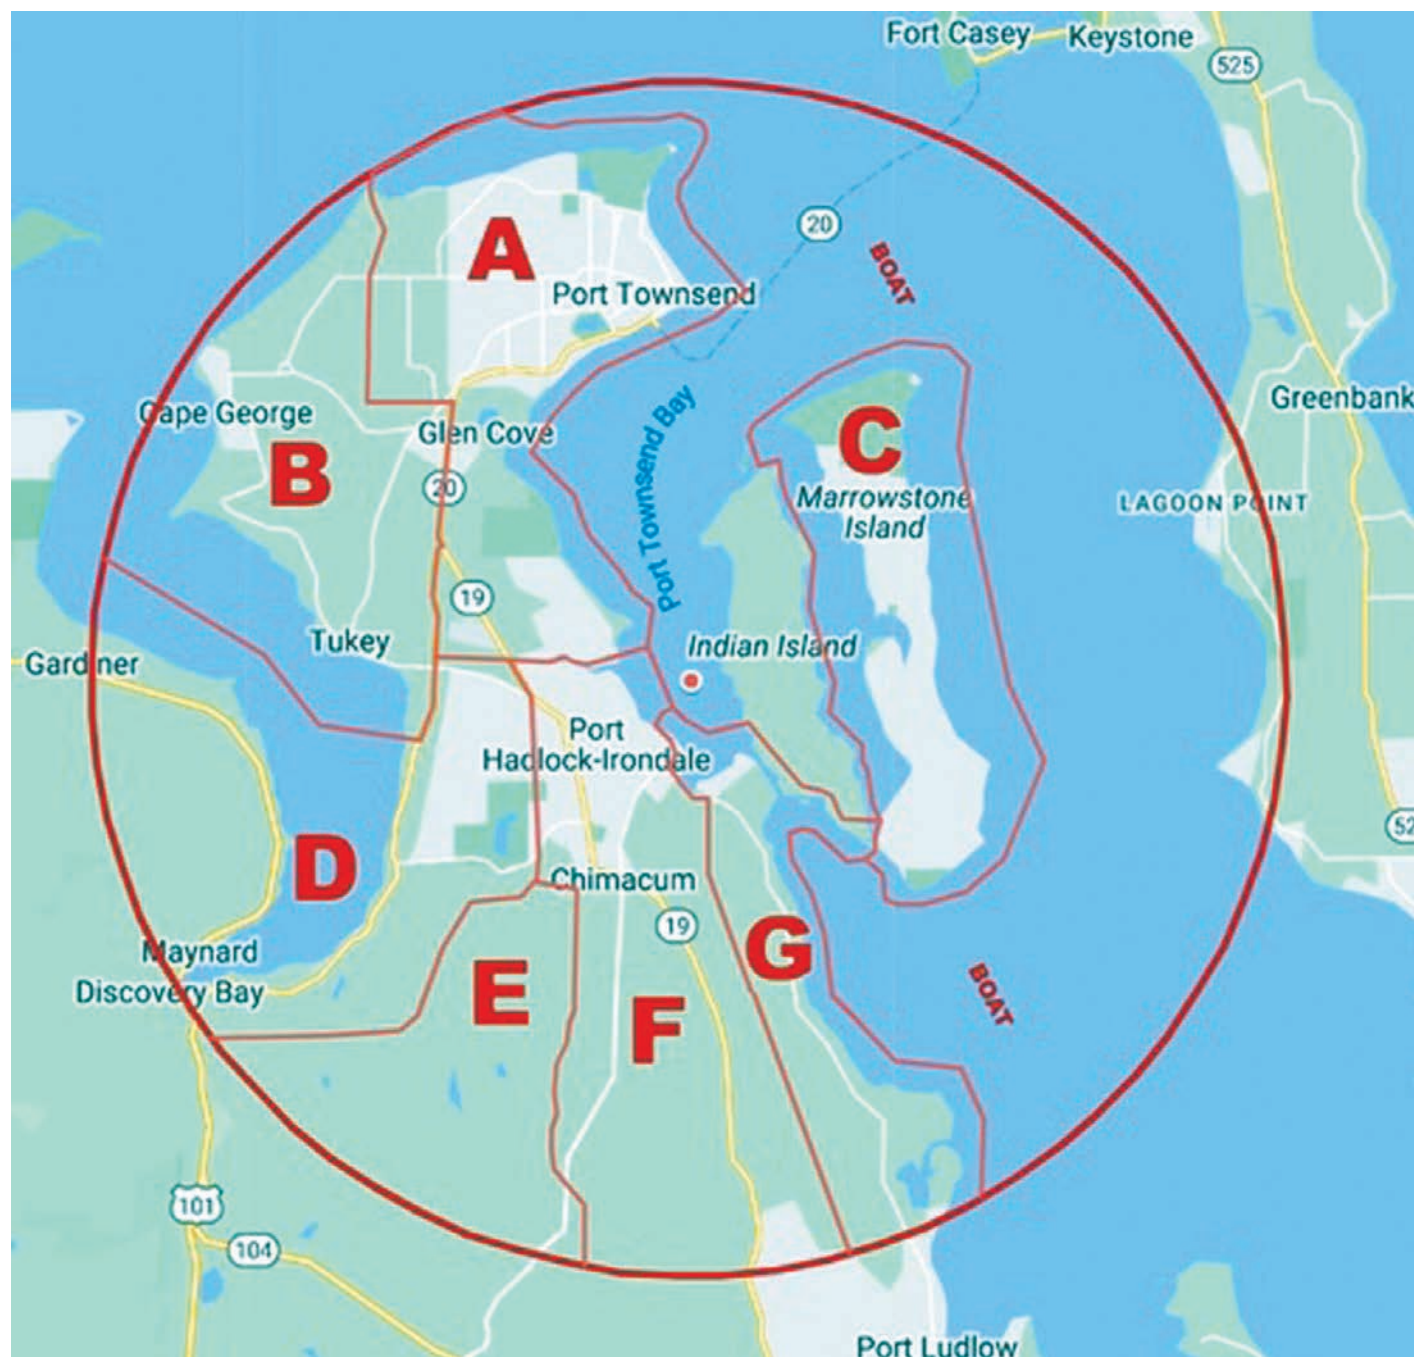 Fort Casey
Keystone
525
A
20
BOAT
Port Townsend
Cape George
Glen Cove
Port Townsend Bay
C
Greenbank
B
20
Marrowstone
Island
LAGOON POINT
19
Tukey
Indian Island
Gardiner
Port
Hadlock-Irondale
52
D
Chimacum
19
G
Maynard
Discovery Bay
E
F
BOAT
101
104
Port Ludlow